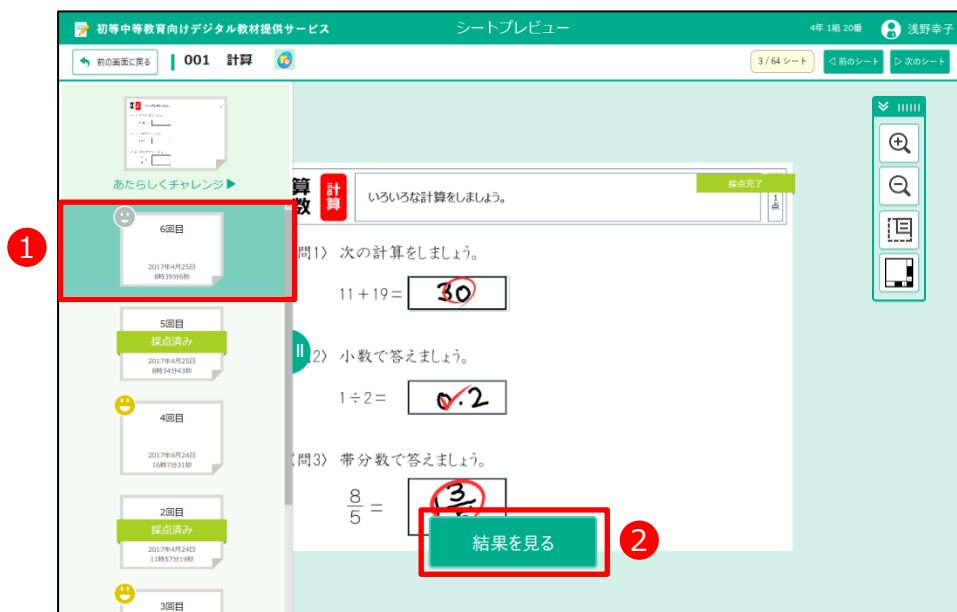 初等中等教育向けデジタル教材提供サービス シートプレビュー 4年 1組 20番 浅野幸子
前の画面に戻る 001 計算 3 / 64 シート ◁前のシート ▷次のシート
あたらしくチャレンジ▶
1
6回目
2017年4月25日
8時39分6秒
5回目
採点済み
2017年4月25日
8時34分43秒
4回目
2017年4月24日
16時7分31秒
2回目
採点済み
2017年4月24日
11時57分19秒
3回目
算数 計算 いろいろな計算をしましょう。
採点完了
1点
問1〉 次の計算をしましょう。
11+19= 30
2〉 小数で答えましょう。
1÷2= 0.2
〈問3〉 帯分数で答えましょう。
8/5 =
3
結果を見る
2